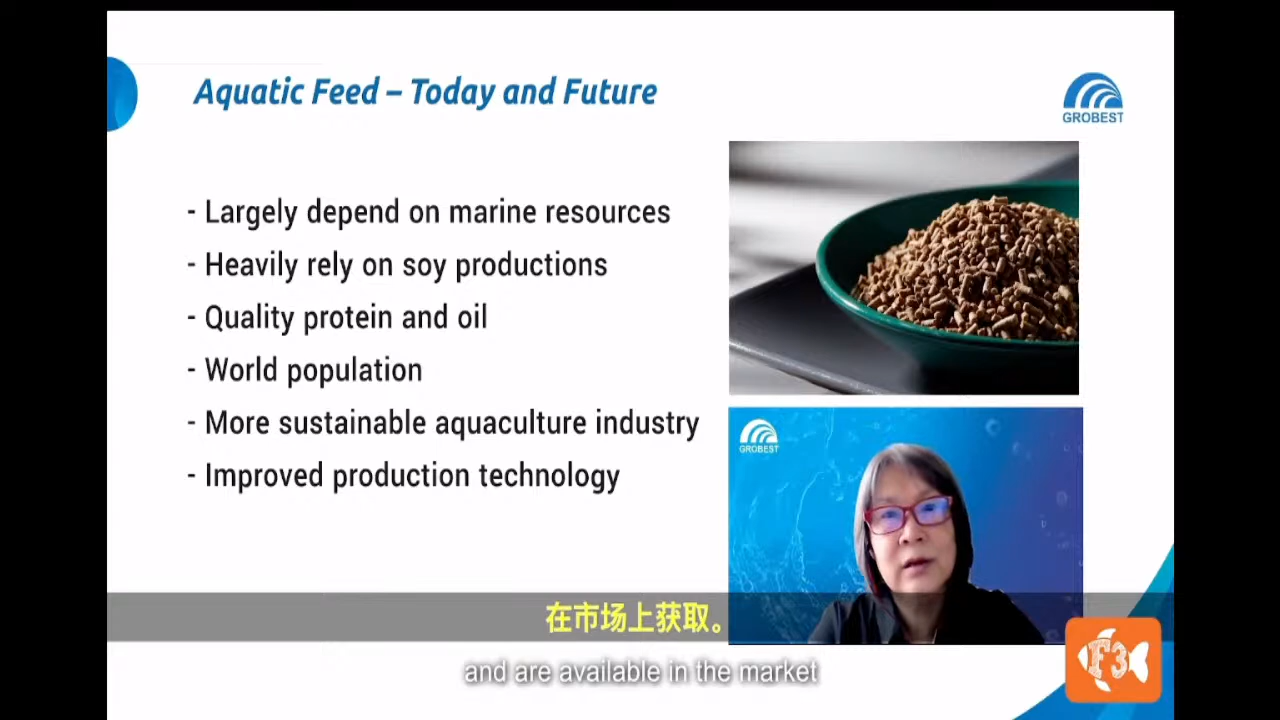 Aquatic Feed – Today and Future
GROBEST
- Largely depend on marine resources
- Heavily rely on soy productions
- Quality protein and oil
- World population
- More sustainable aquaculture industry
- Improved production technology
GROBEST
在市场上获取。
and are available in the market
F3